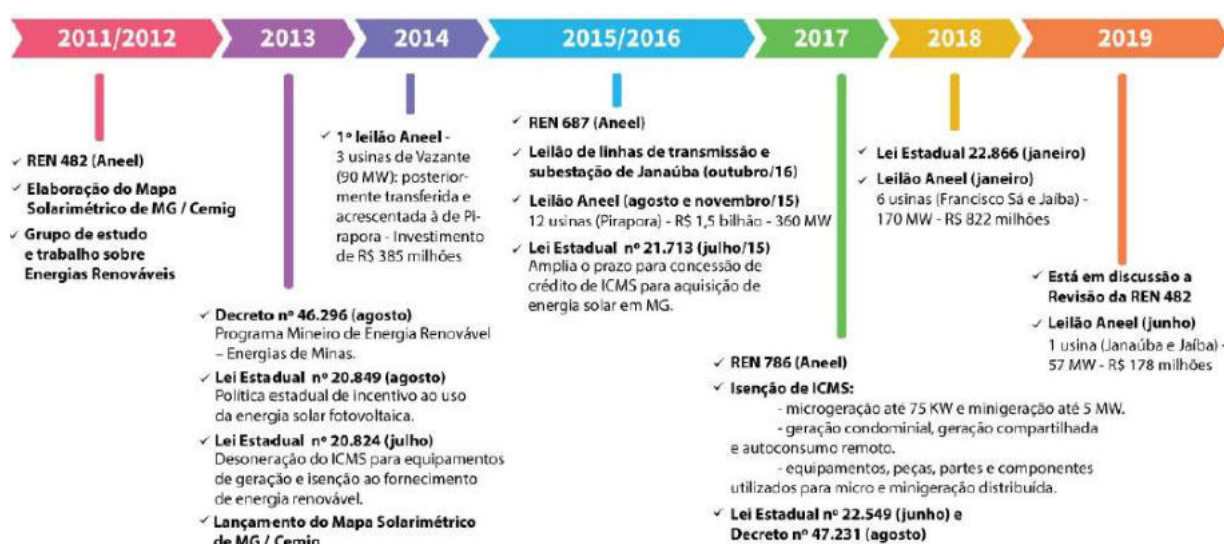 2011/2012
✓ REN 482 (Aneel)
✓ Elaboração do Mapa
Solarimétrico de MG / Cemig
✓ Grupo de estudo
e trabalho sobre
Energias Renováveis
2013
✓ Decreto nº 46.296 (agosto)
Programa Mineiro de Energia Renovável
– Energias de Minas.
✓ Lei Estadual nº 20.849 (agosto)
Política estadual de incentivo ao uso
da energia solar fotovoltaica.
✓ Lei Estadual nº 20.824 (julho)
Desoneração do ICMS para equipamentos
de geração e isenção ao fornecimento
de energia renovável.
✓ Lançamento do Mapa Solarimétrico
de MG / Cemig
2014
✓ 1º leilão Aneel -
3 usinas de Vazante
(90 MW): posterior-
mente transferida e
acrescentada à de Pi-
rapora - Investimento
de R$ 385 milhões
2015/2016
✓ REN 687 (Aneel)
✓ Leilão de linhas de transmissão e
subestação de Janaúba (outubro/16)
✓ Leilão Aneel (agosto e novembro/15)
12 usinas (Pirapora) - R$ 1,5 bilhão - 360 MW
✓ Lei Estadual nº 21.713 (julho/15)
Amplia o prazo para concessão de
crédito de ICMS para aquisição de
energia solar em MG.
2017
✓ REN 786 (Aneel)
✓ Isenção de ICMS:
- microgeração até 75 KW e minigeração até 5 MW.
- geração condominial, geração compartilhada
e autoconsumo remoto.
- equipamentos, peças, partes e componentes
utilizados para micro e minigeração distribuída.
✓ Lei Estadual nº 22.549 (junho) e
Decreto nº 47.231 (agosto)
2018
✓ Lei Estadual 22.866 (janeiro)
✓ Leilão Aneel (janeiro)
6 usinas (Francisco Sá e Jaíba) -
170 MW - R$ 822 milhões
2019
✓ Está em discussão a
Revisão da REN 482
✓ Leilão Aneel (junho)
1 usina (Janaúba e Jaíba) -
57 MW - R$ 178 milhões